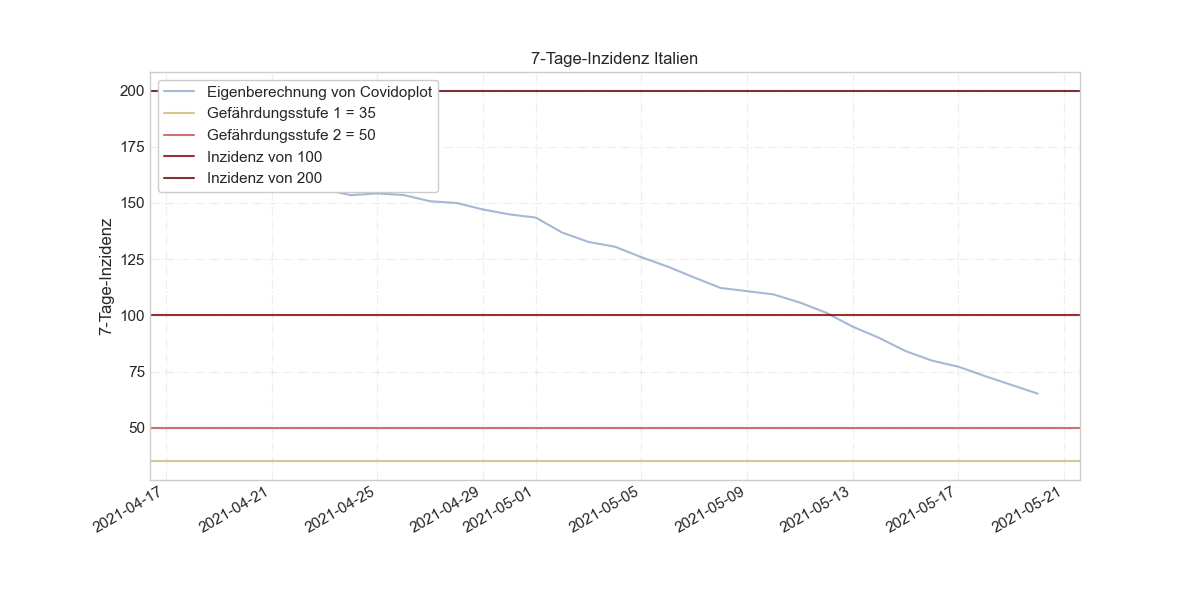 7-Tage-Inzidenz Italien
Eigenberechnung von Covidoplot
Gefährdungsstufe 1 = 35
Gefährdungsstufe 2 = 50
Inzidenz von 100
Inzidenz von 200
7-Tage-Inzidenz
200
175
150
125
100
75
50
2021-04-17
2021-04-21
2021-04-25
2021-04-29
2021-05-01
2021-05-05
2021-05-09
2021-05-13
2021-05-17
2021-05-21